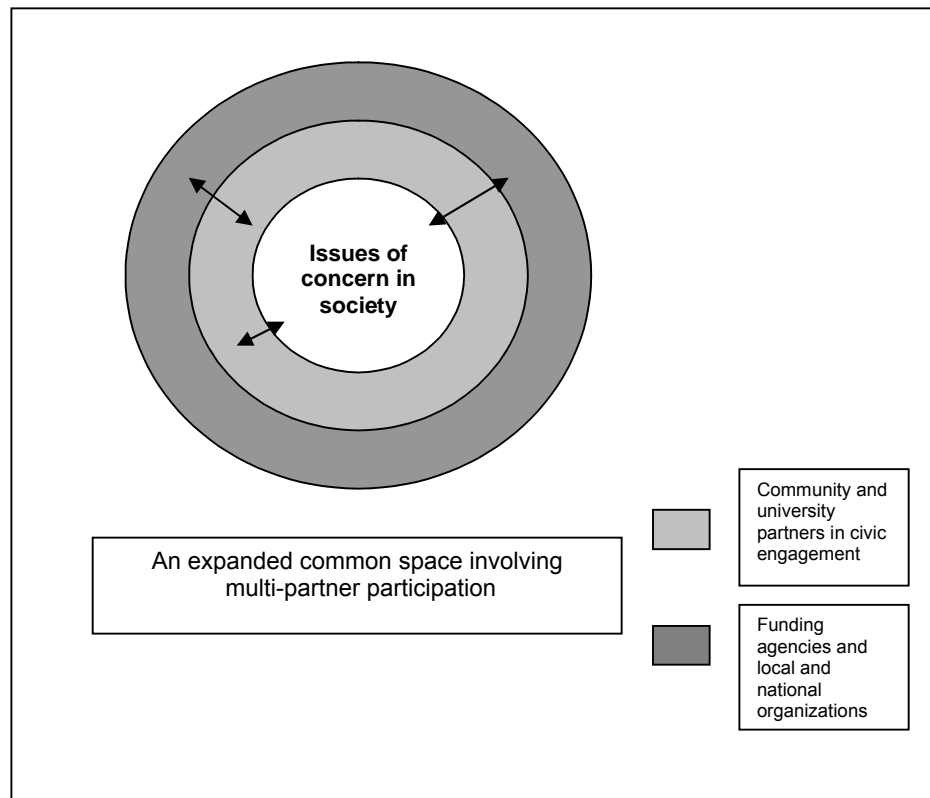 Issues of
concern in
society
An expanded common space involving
multi-partner participation
Community and
university
partners in civic
engagement
Funding
agencies and
local and
national
organizations